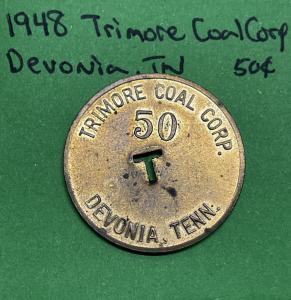 1948 Trimore Coal Corp
Devonia, TN 50¢
TRIMORE COAL CORP.
50
T
DEVONIA, TENN.